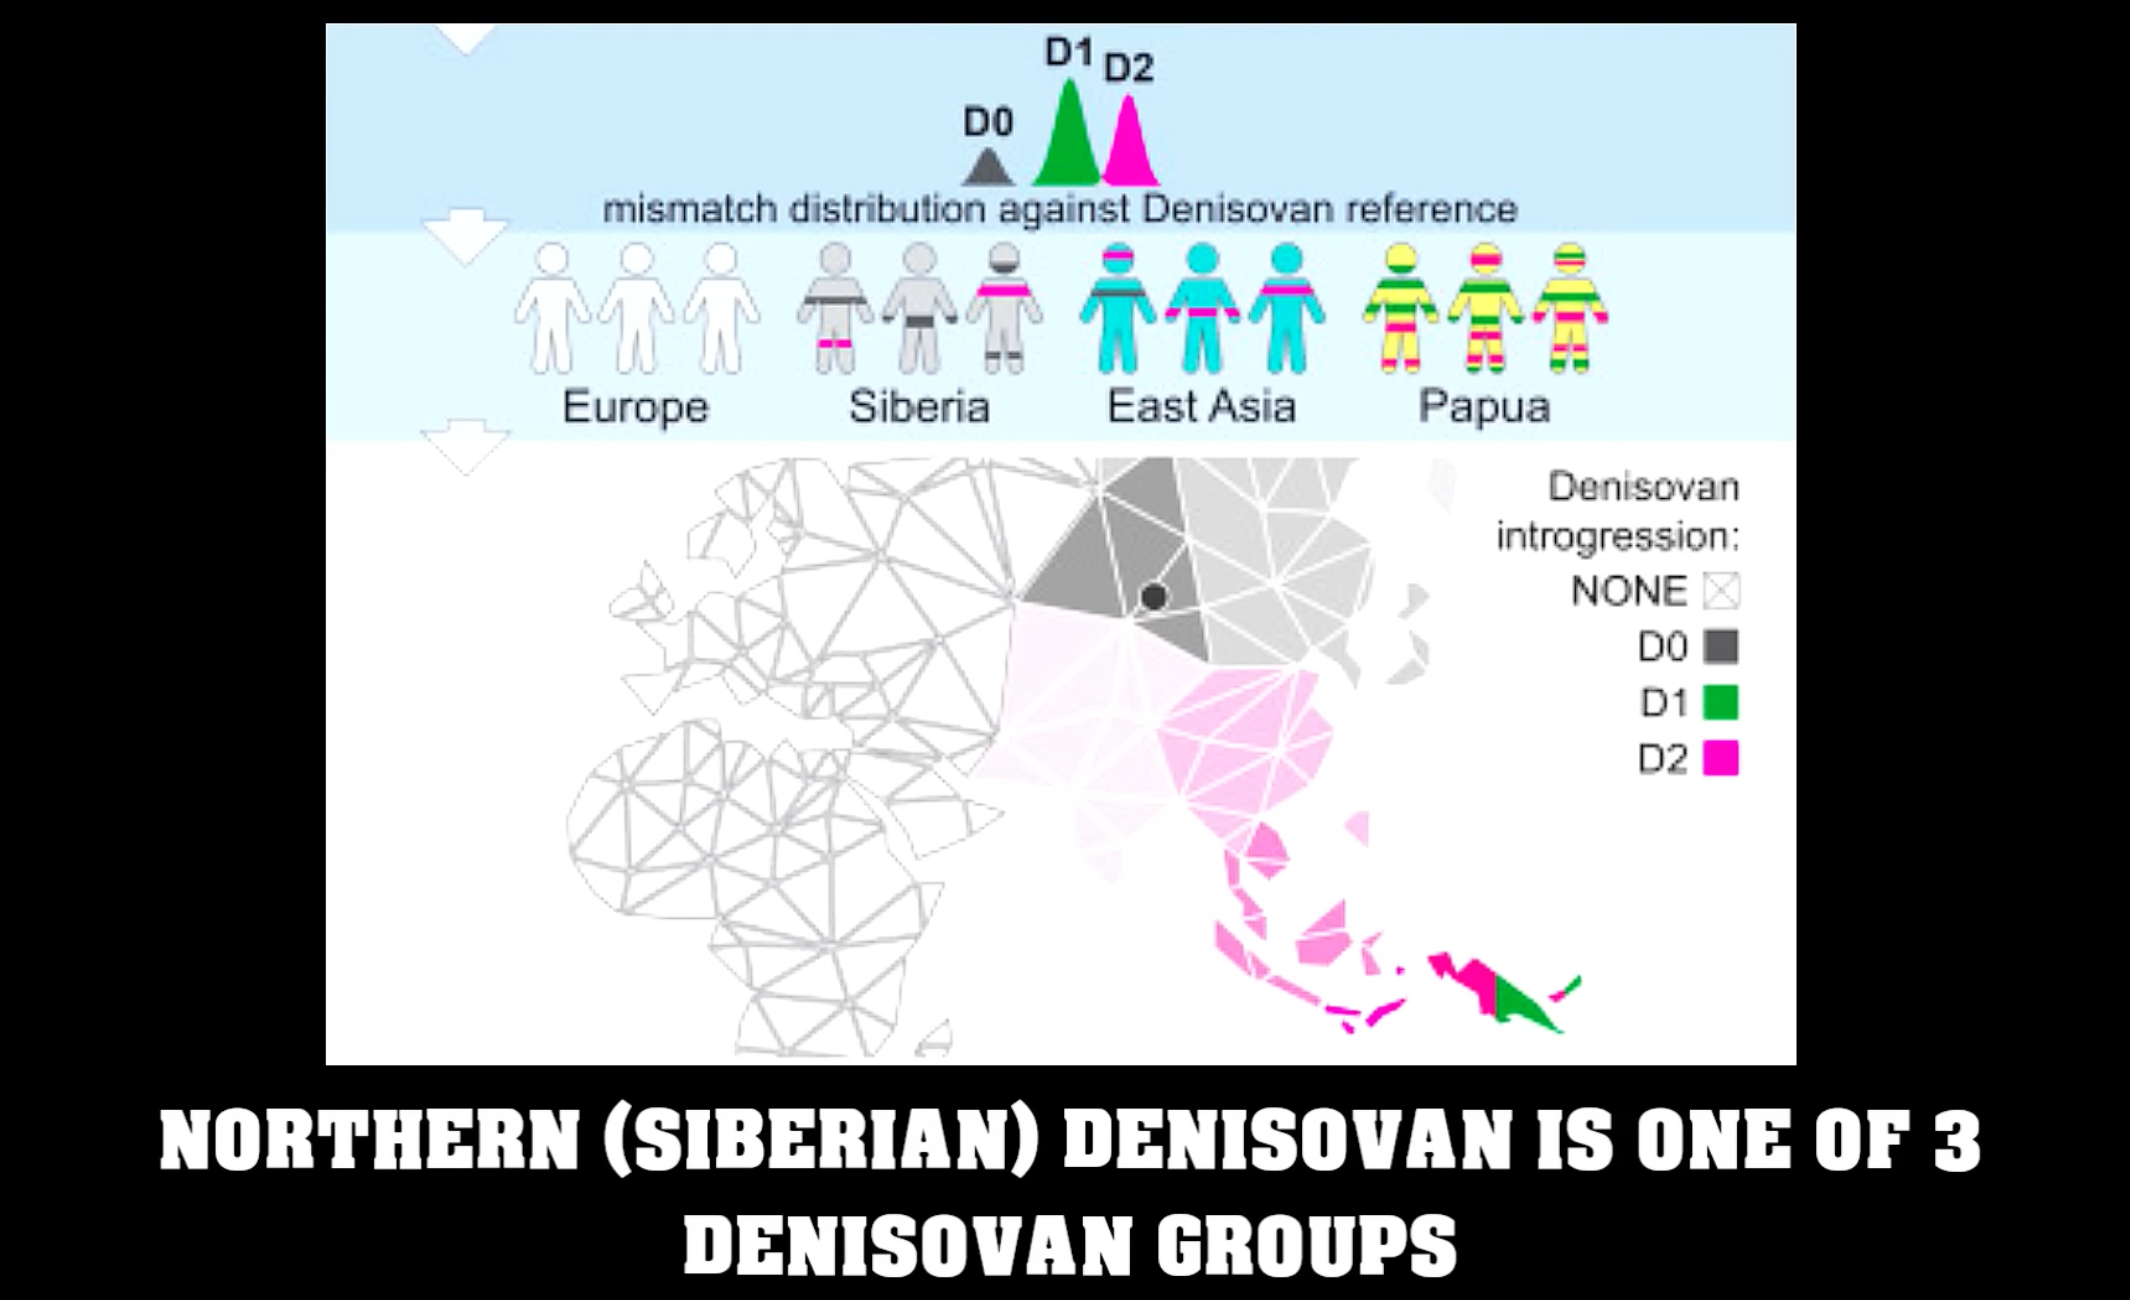 D1
D2
D0
mismatch distribution against Denisovan reference
Europe
Siberia
East Asia
Papua
Denisovan
introgression:
NONE
D0
D1
D2
NORTHERN (SIBERIAN) DENISOVAN IS ONE OF 3
DENISOVAN GROUPS